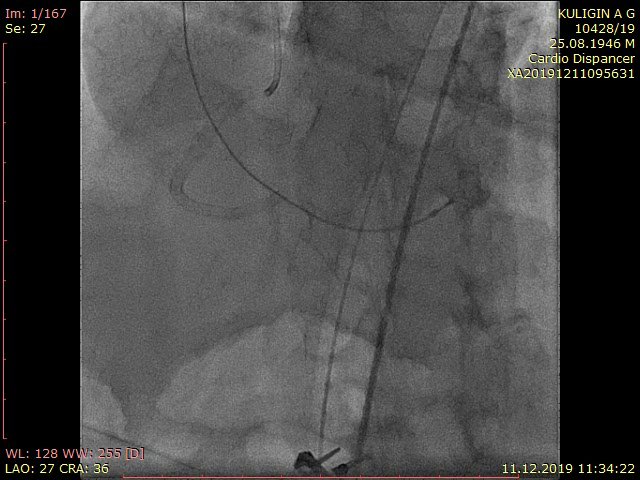 Im: 1/167
Se: 27
KULIGIN A G
10428/19
25.08.1946 M
Cardio Dispancer
XA20191211095631
WL: 128 WW: 255 [D]
LAO: 27 CRA: 36
11.12.2019 11:34:22